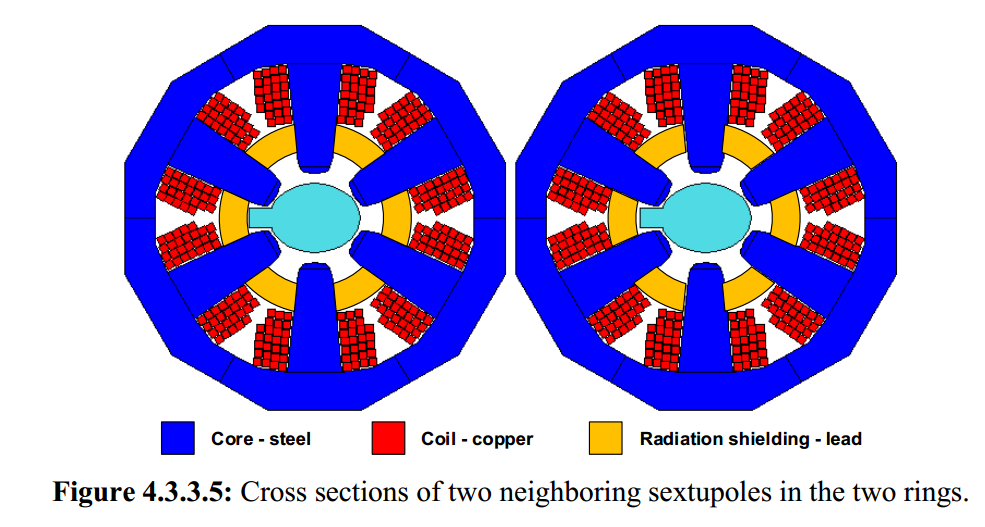 Core - steel
Coil - copper
Radiation shielding - lead
Figure 4.3.3.5: Cross sections of two neighboring sextupoles in the two rings.